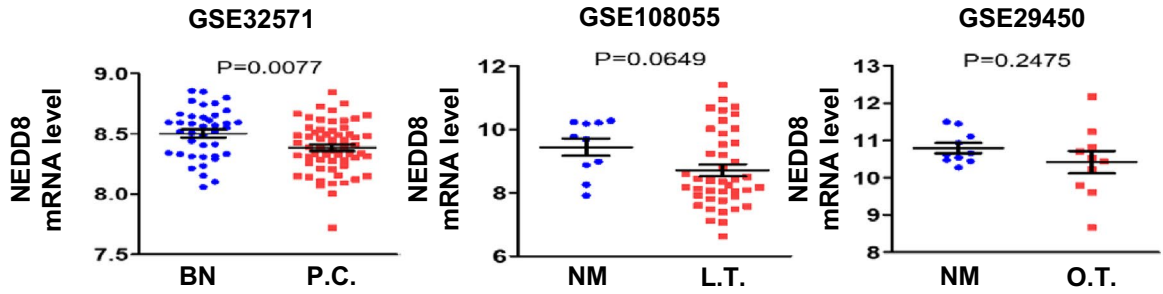 GSE32571
P=0.0077
NEDD8
mRNA level
9.0
8.5
8.0
7.5
BN P.C.
GSE108055
P=0.0649
NEDD8
mRNA level
12
10
8
6
NM L.T.
GSE29450
P=0.2475
NEDD8
mRNA level
13
12
11
10
9
8
NM O.T.